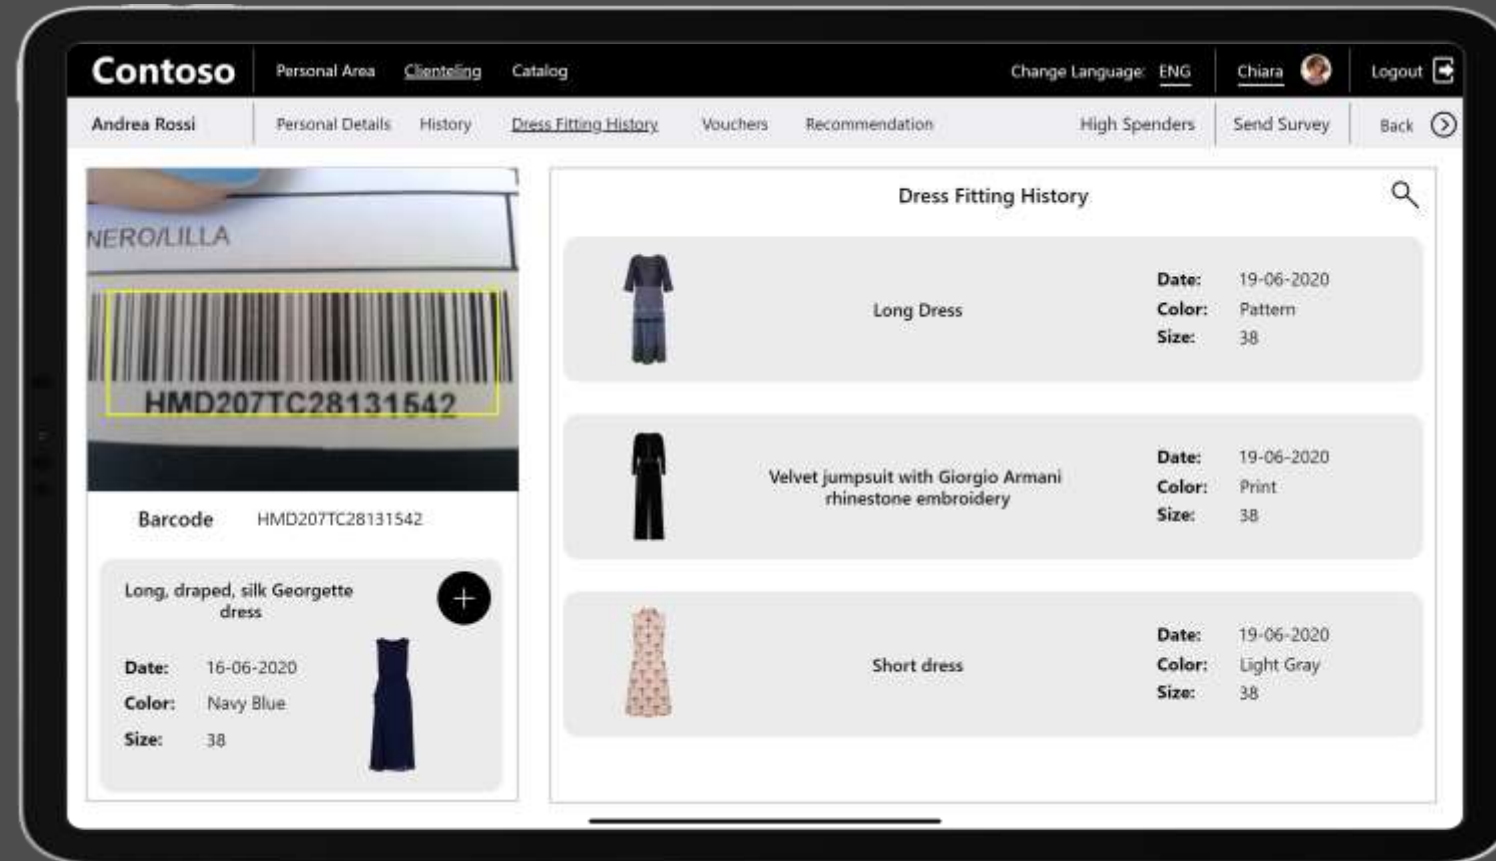 Contoso
Personal Area Clienteling Catalog
Change Language: ENG Chiara Logout
Andrea Rossi Personal Details History Dress Fitting History Vouchers Recommendation High Spenders Send Survey Back
NERO/LILLA
HMD207TC28131542
Barcode HMD207TC28131542
Long, draped, silk Georgette
dress
Date: 16-06-2020
Color: Navy Blue
Size: 38
Dress Fitting History
Long Dress
Date: 19-06-2020
Color: Pattern
Size: 38
Velvet jumpsuit with Giorgio Armani
rhinestone embroidery
Date: 19-06-2020
Color: Print
Size: 38
Short dress
Date: 19-06-2020
Color: Light Gray
Size: 38